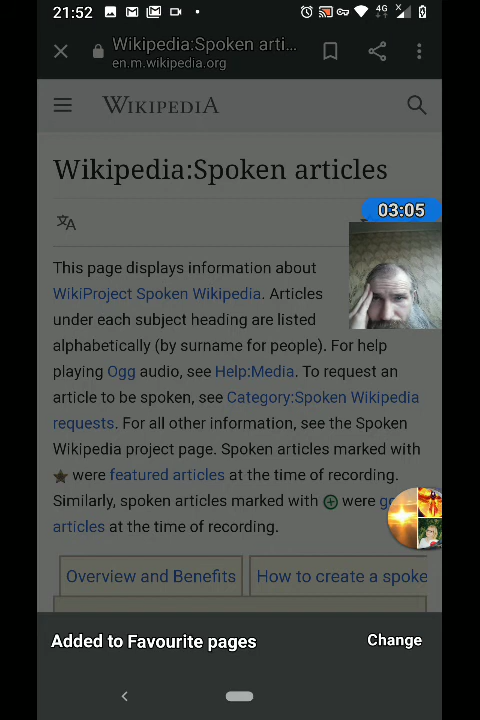 21:52
4G
X
Wikipedia:Spoken arti...
en.m.wikipedia.org
WIKIPEDIA
Wikipedia:Spoken articles
03:05
This page displays information about
WikiProject Spoken Wikipedia. Articles
under each subject heading are listed
alphabetically (by surname for people). For help
playing Ogg audio, see Help:Media. To request an
article to be spoken, see Category:Spoken Wikipedia
requests. For all other information, see the Spoken
Wikipedia project page. Spoken articles marked with
were featured articles at the time of recording.
Similarly, spoken articles marked with were
articles at the time of recording.
Overview and Benefits
How to create a spoke
Added to Favourite pages
Change